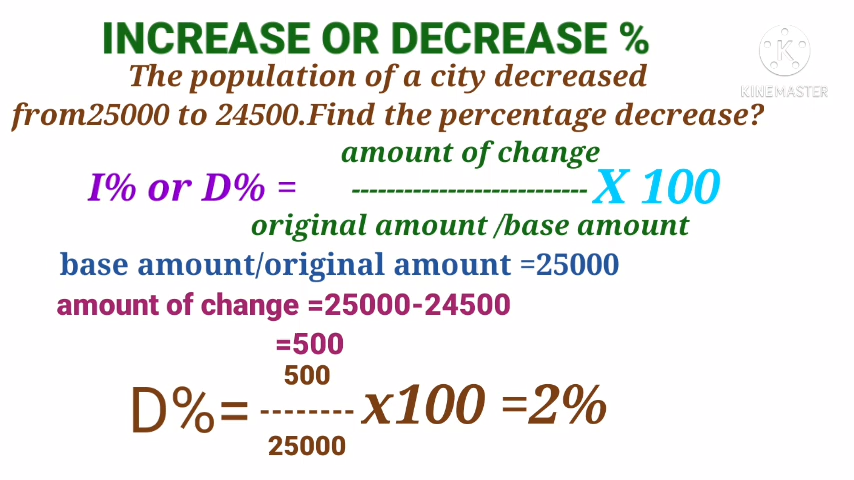 INCREASE OR DECREASE %
The population of a city decreased
from25000 to 24500.Find the percentage decrease?
KINEMASTER
amount of change
I% or D% = --------------------------- X 100
original amount /base amount
base amount/original amount =25000
amount of change =25000-24500
=500
500
D%= -------- x100 =2%
25000